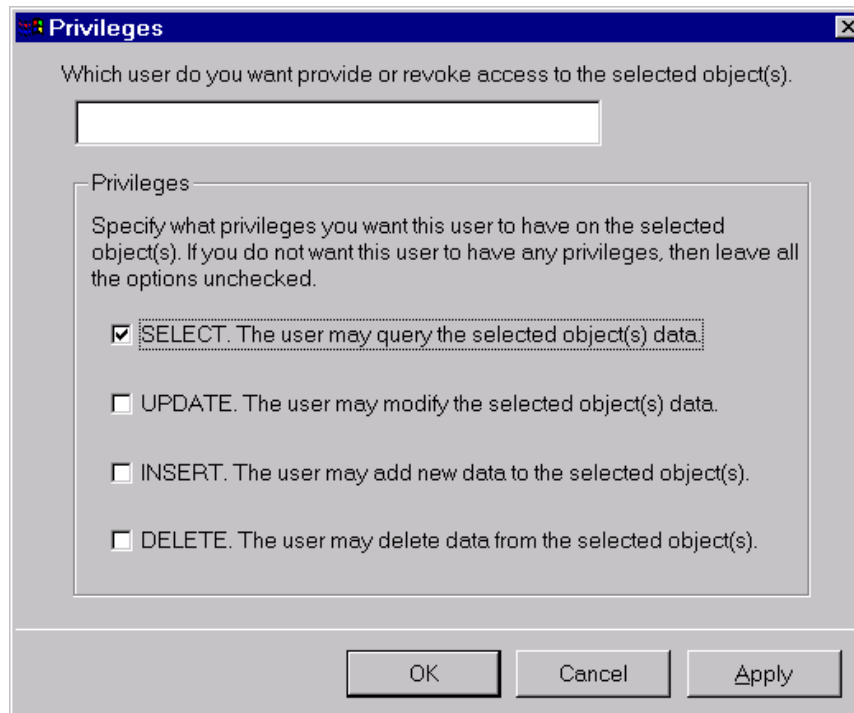 Privileges
Which user do you want provide or revoke access to the selected object(s).
Privileges
Specify what privileges you want this user to have on the selected
object(s). If you do not want this user to have any privileges, then leave all
the options unchecked.
SELECT. The user may query the selected object(s) data.
UPDATE. The user may modify the selected object(s) data.
INSERT. The user may add new data to the selected object(s).
DELETE. The user may delete data from the selected object(s).
OK Cancel Apply